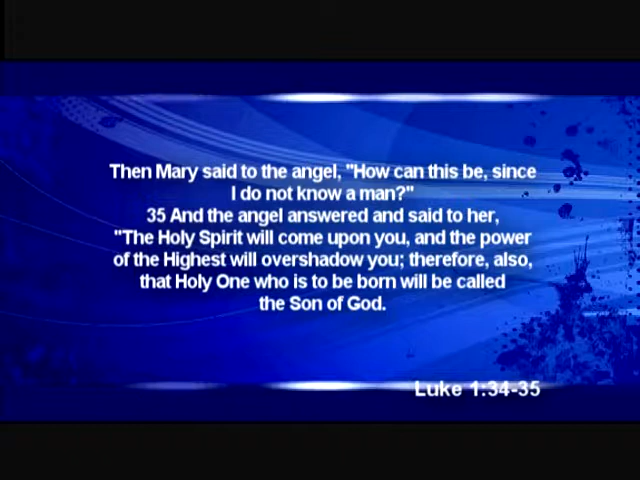 Then Mary said to the angel, "How can this be, since
I do not know a man?"
35 And the angel answered and said to her,
"The Holy Spirit will come upon you, and the power
of the Highest will overshadow you; therefore, also,
that Holy One who is to be born will be called
the Son of God.
Luke 1:34-35